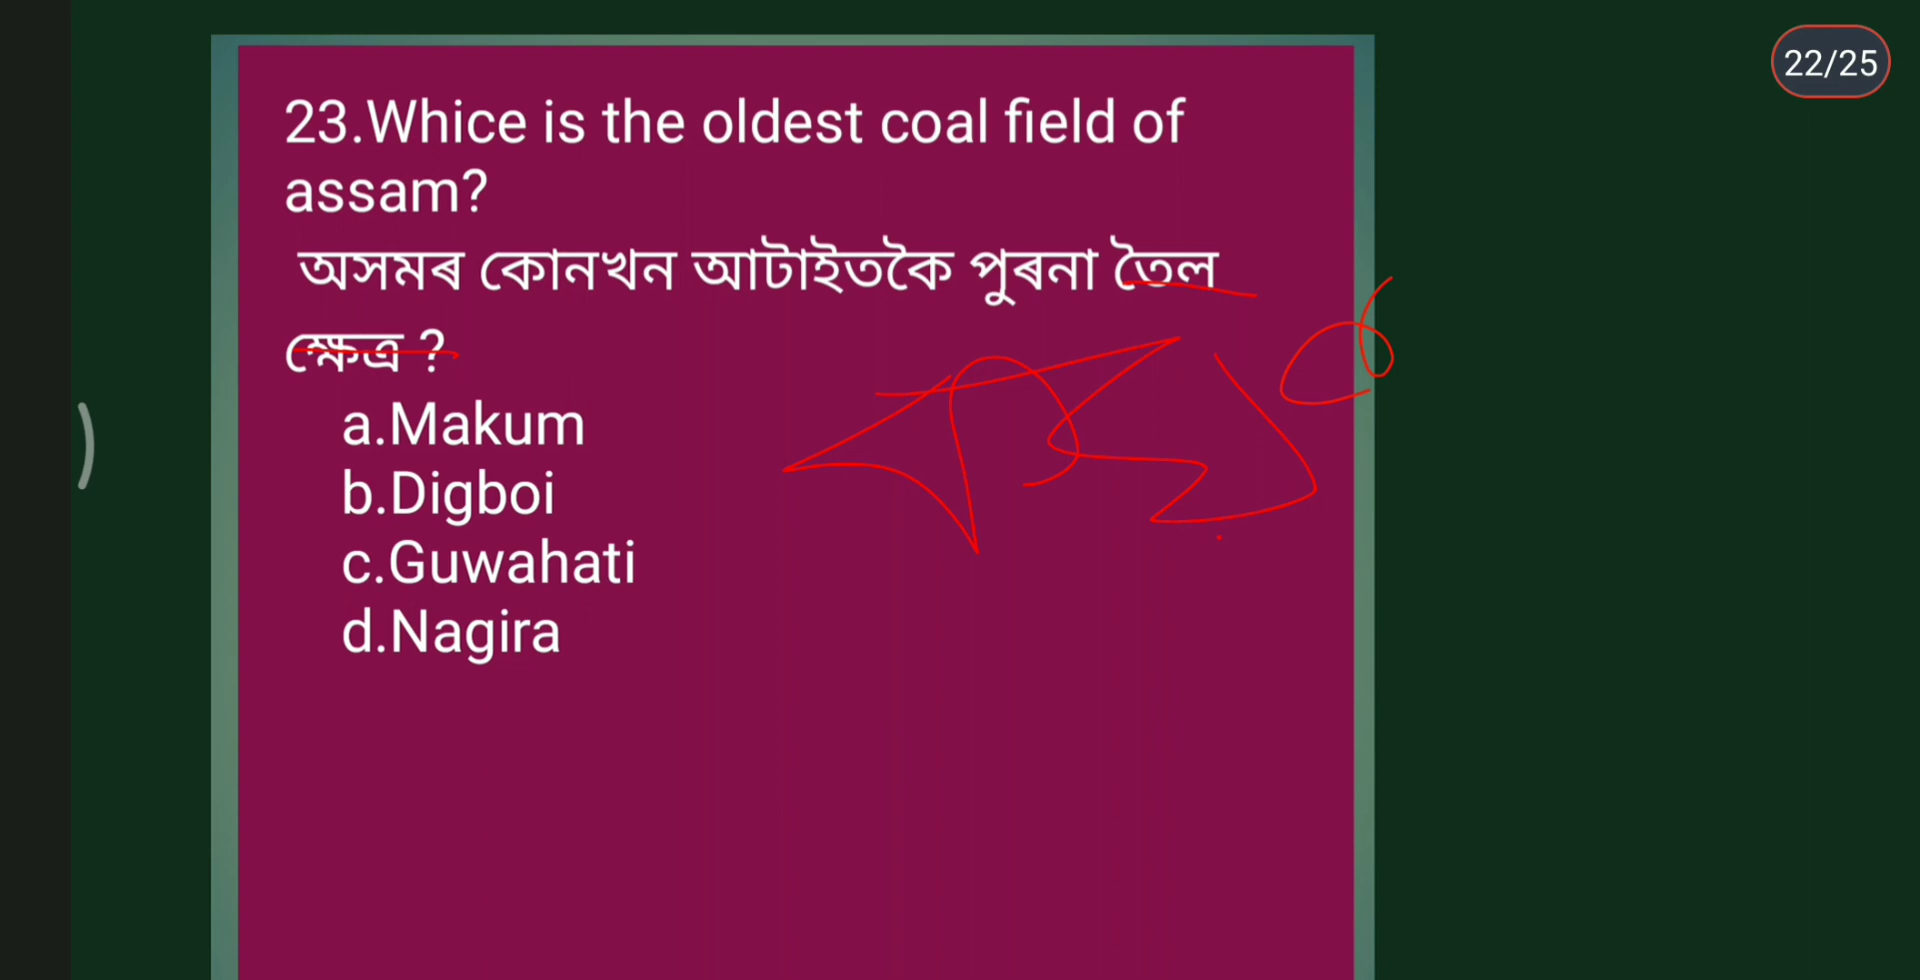 22/25
23.Whice is the oldest coal field of
assam?
অসমৰ কোনখন আটাইতকৈ পুৰনা তৈল
ক্ষেত্ৰ ?
a.Makum
b.Digboi
c.Guwahati
d.Nagira